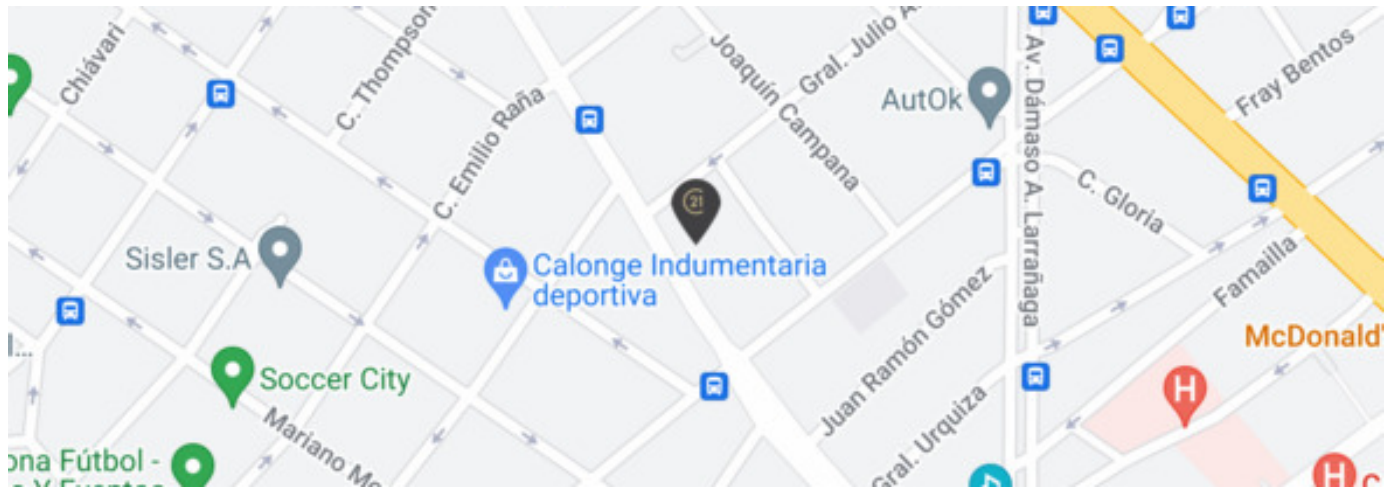 Chiávari
C. Thompson
C. Emilio Raña
Joaquín Campana
Gral. Julio A.
AutOk
Av. Dámaso A. Larrañaga
Fray Bentos
C. Gloria
21
Sisler S.A
Calonge Indumentaria
deportiva
Famailla
Juan Ramón Gómez
McDonald'
Soccer City
H
Mariano Mo
Gral. Urquiza
ona Fútbol -
H
C